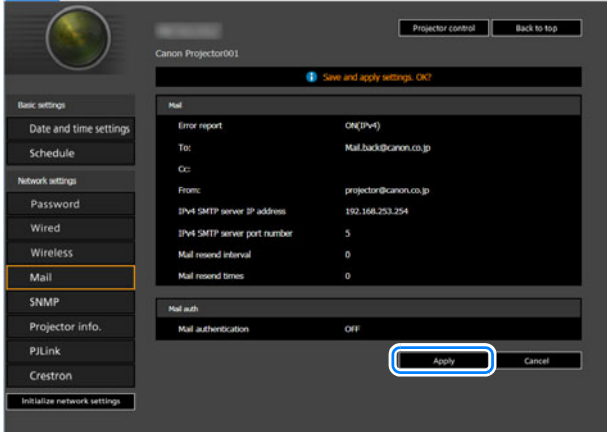 Projector control Back to top
Canon Projector001
Save and apply settings. OK?
Basic settings
Date and time settings
Schedule
Network settings
Password
Wired
Wireless
Mail
SNMP
Projector info.
PJLink
Crestron
Initialize network settings
Mail
Error report ON(IPv4)
To: Mail.back@canon.co.jp
Cc:
From: projector@canon.co.jp
IPv4 SMTP server IP address 192.168.253.254
IPv4 SMTP server port number 5
Mail resend interval 0
Mail resend times 0
Mail auth
Mail authentication OFF
Apply Cancel